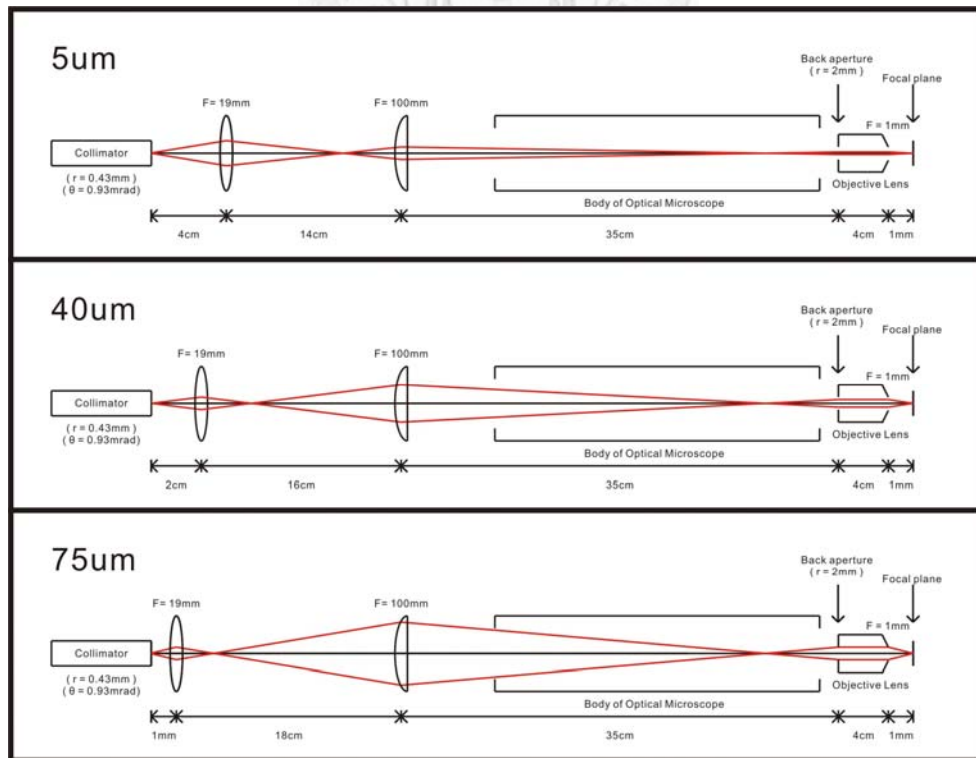 5um
Back aperture
( r = 2mm )
Focal plane
F= 19mm
F= 100mm
F = 1mm
Collimator
( r = 0.43mm )
( θ = 0.93mrad )
Objective Lens
Body of Optical Microscope
4cm
14cm
35cm
4cm
1mm
40um
Back aperture
( r = 2mm )
Focal plane
F= 19mm
F= 100mm
F = 1mm
Collimator
( r = 0.43mm )
( θ = 0.93mrad )
Objective Lens
Body of Optical Microscope
2cm
16cm
35cm
4cm
1mm
75um
Back aperture
( r = 2mm )
Focal plane
F= 19mm
F= 100mm
F = 1mm
Collimator
( r = 0.43mm )
( θ = 0.93mrad )
Objective Lens
Body of Optical Microscope
1mm
18cm
35cm
4cm
1mm